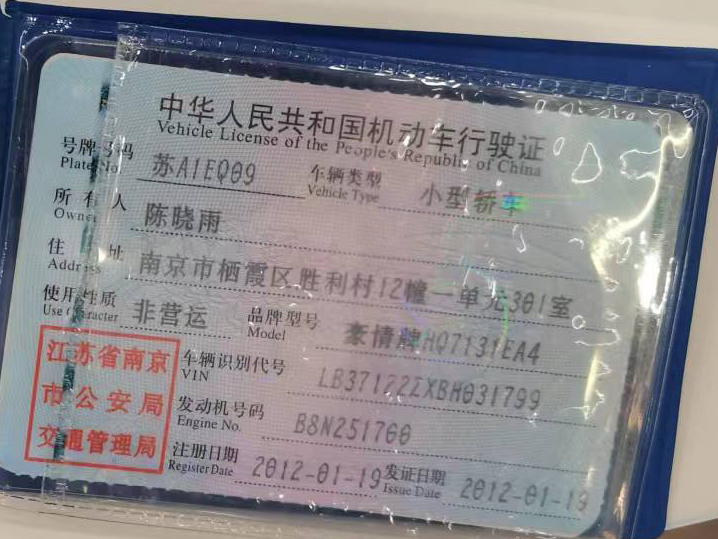 中华人民共和国机动车行驶证
Vehicle License of the People's Republic of China
号牌号码 苏A1EQ09 车辆类型 小型轿车
Plate No. Vehicle Type
所有人 陈晓雨
Owner
住址 南京市栖霞区胜利村12幢一单元301室
Address
使用性质 非营运 品牌型号 豪情牌HQ7131EA4
Use Character Model
江苏省南京
市公安局
交通管理局
车辆识别代号 LB37122ZXBH031799
VIN
发动机号码 B8N251760
Engine No.
注册日期 2012-01-19 发证日期 2012-01-19
Register Date Issue Date